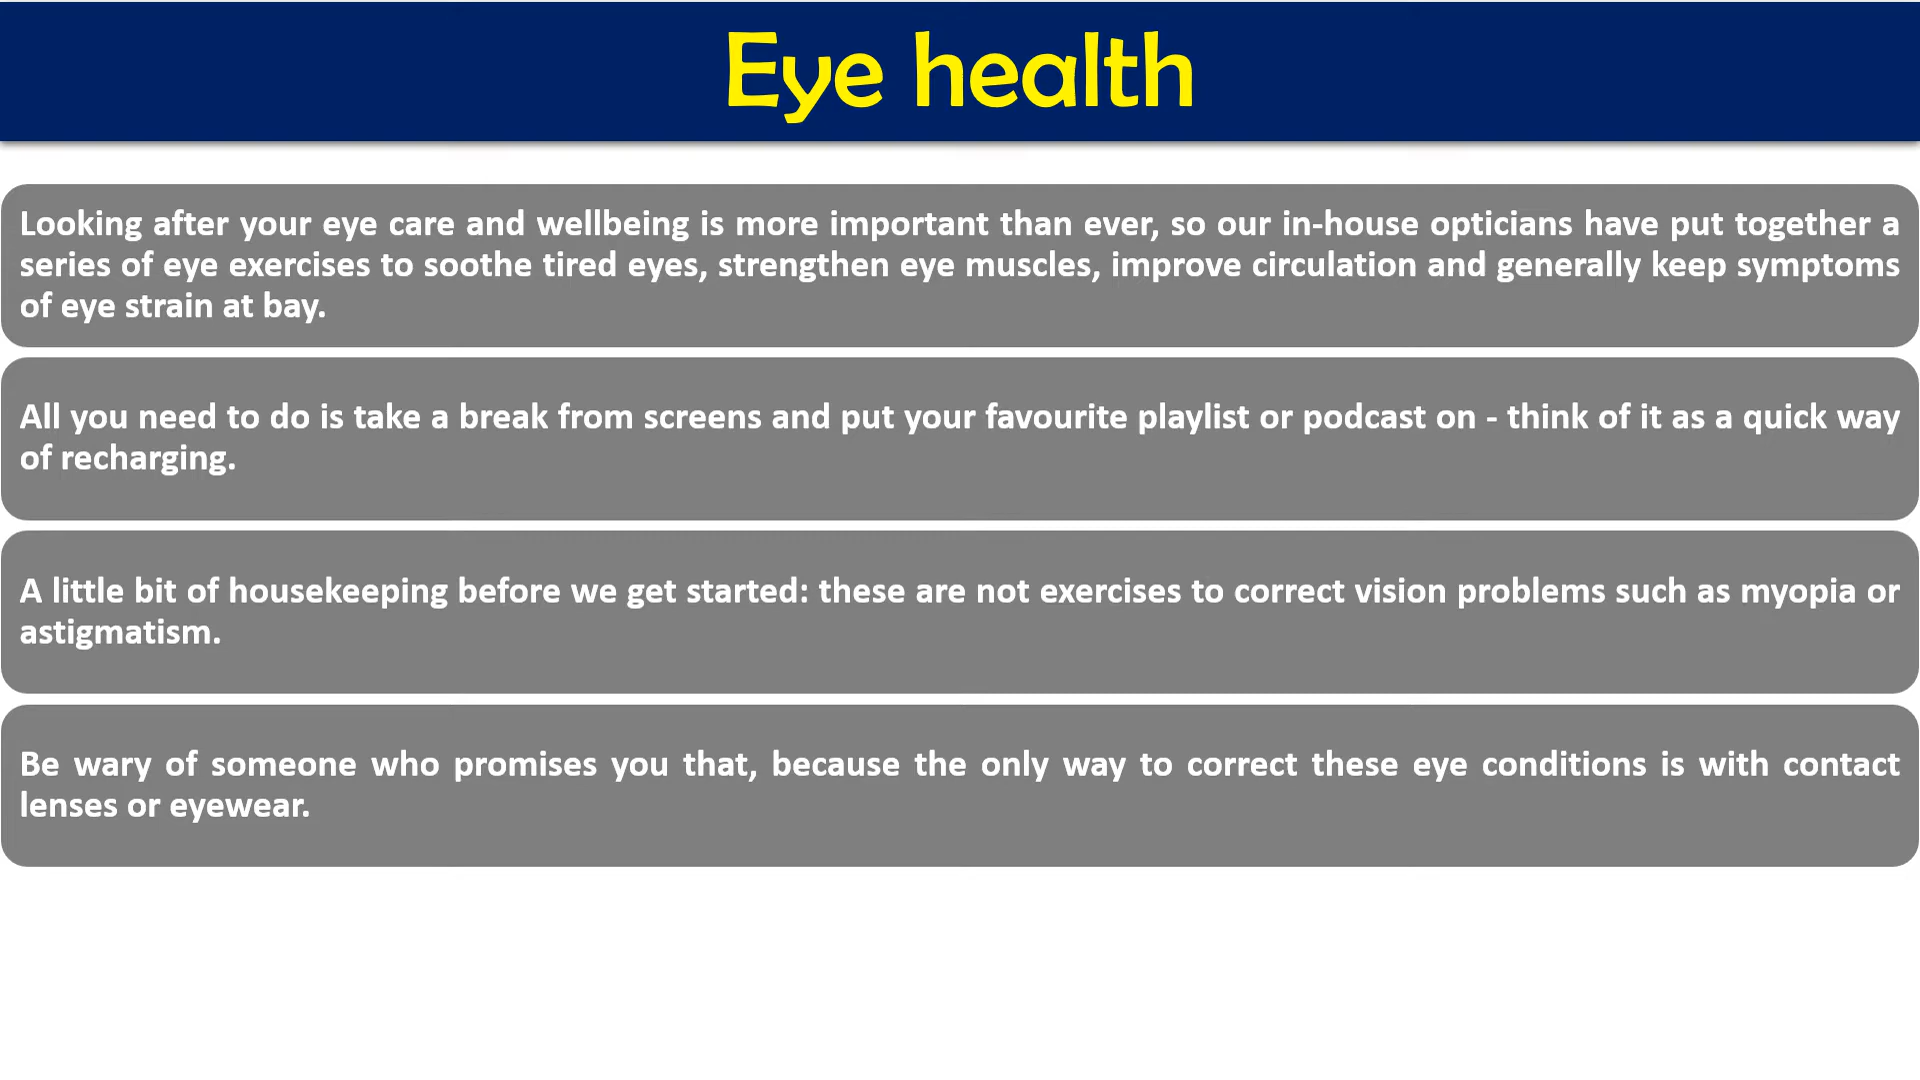 Eye health
Looking after your eye care and wellbeing is more important than ever, so our in-house opticians have put together a
series of eye exercises to soothe tired eyes, strengthen eye muscles, improve circulation and generally keep symptoms
of eye strain at bay.
All you need to do is take a break from screens and put your favourite playlist or podcast on - think of it as a quick way
of recharging.
A little bit of housekeeping before we get started: these are not exercises to correct vision problems such as myopia or
astigmatism.
Be wary of someone who promises you that, because the only way to correct these eye conditions is with contact
lenses or eyewear.